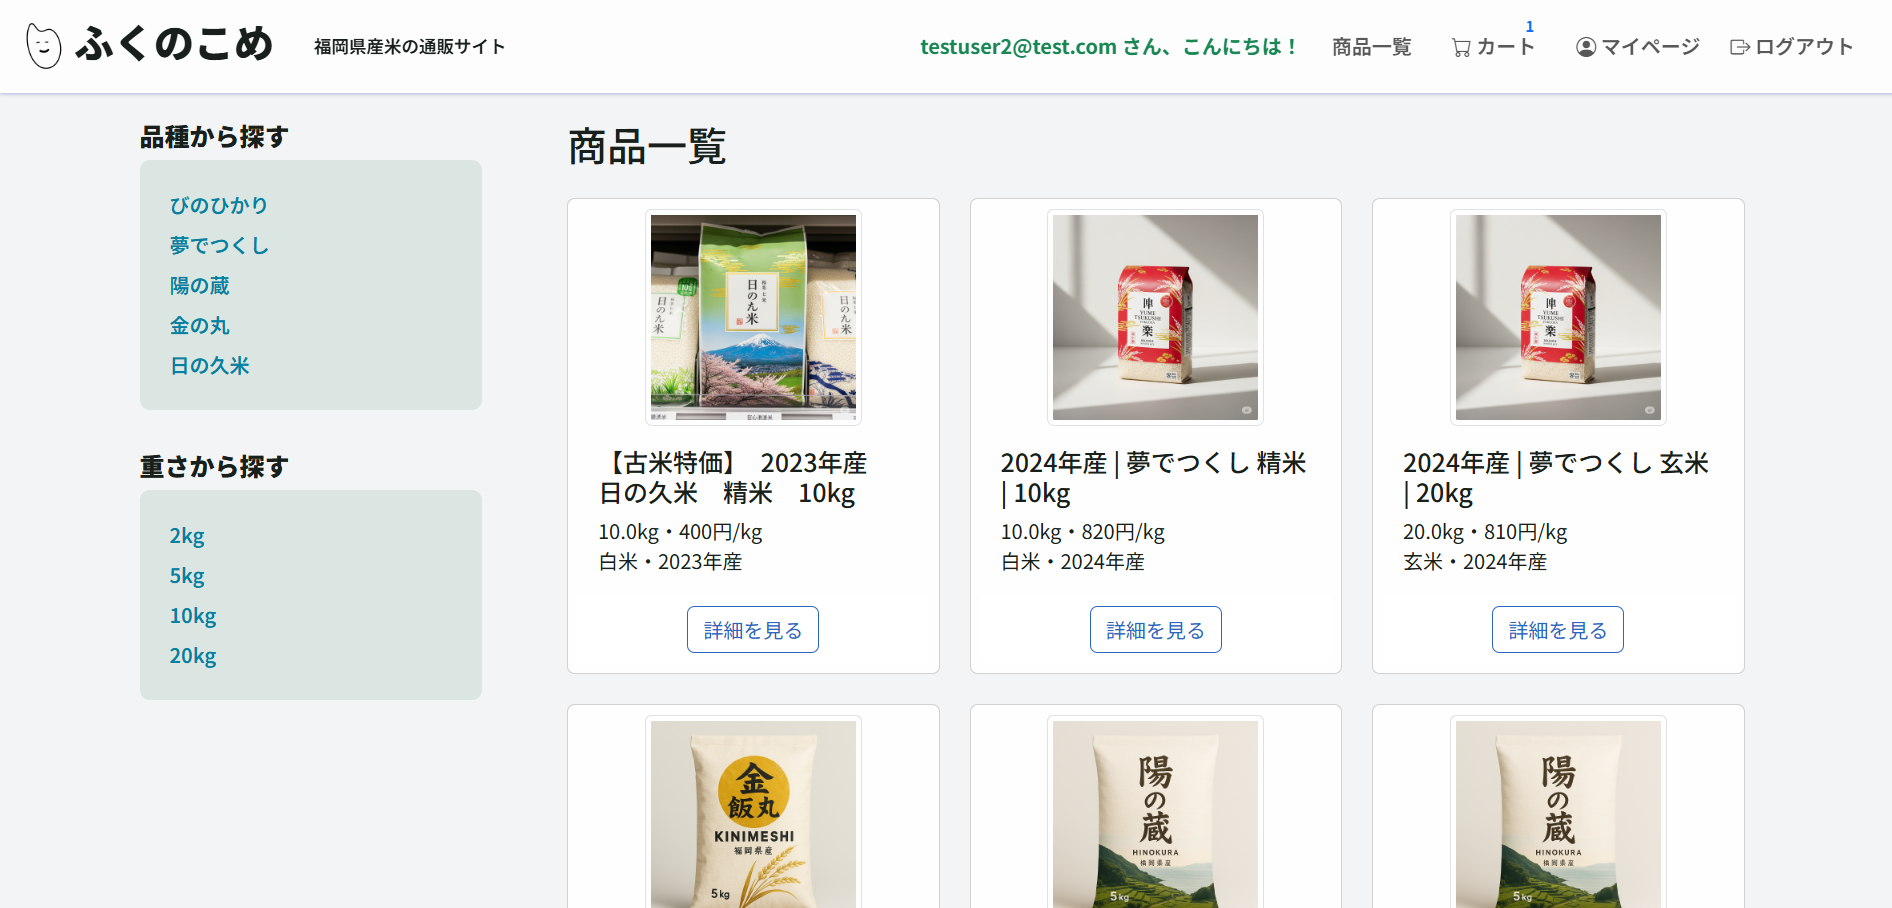 ふくのこめ
福岡県産米の通販サイト
testuser2@test.com さん、こんにちは！
商品一覧
カート
1
マイページ
ログアウト
品種から探す
びのひかり
夢でつくし
陽の蔵
金の丸
日の久米
重さから探す
2kg
5kg
10kg
20kg
商品一覧
日のん米
【古米特価】 2023年産
日の久米　精米　10kg
10.0kg・400円/kg
白米・2023年産
詳細を見る
YUME
TSUKUSHI
楽
2024年産 | 夢でつくし 精米
| 10kg
10.0kg・820円/kg
白米・2024年産
詳細を見る
YUME
TSUKUSHI
楽
2024年産 | 夢でつくし 玄米
| 20kg
20.0kg・810円/kg
玄米・2024年産
詳細を見る
金
飯丸
KINIMESHI
福岡県産
5kg
陽の蔵
HINOKURA
5kg
陽の蔵
HINOKURA
5kg